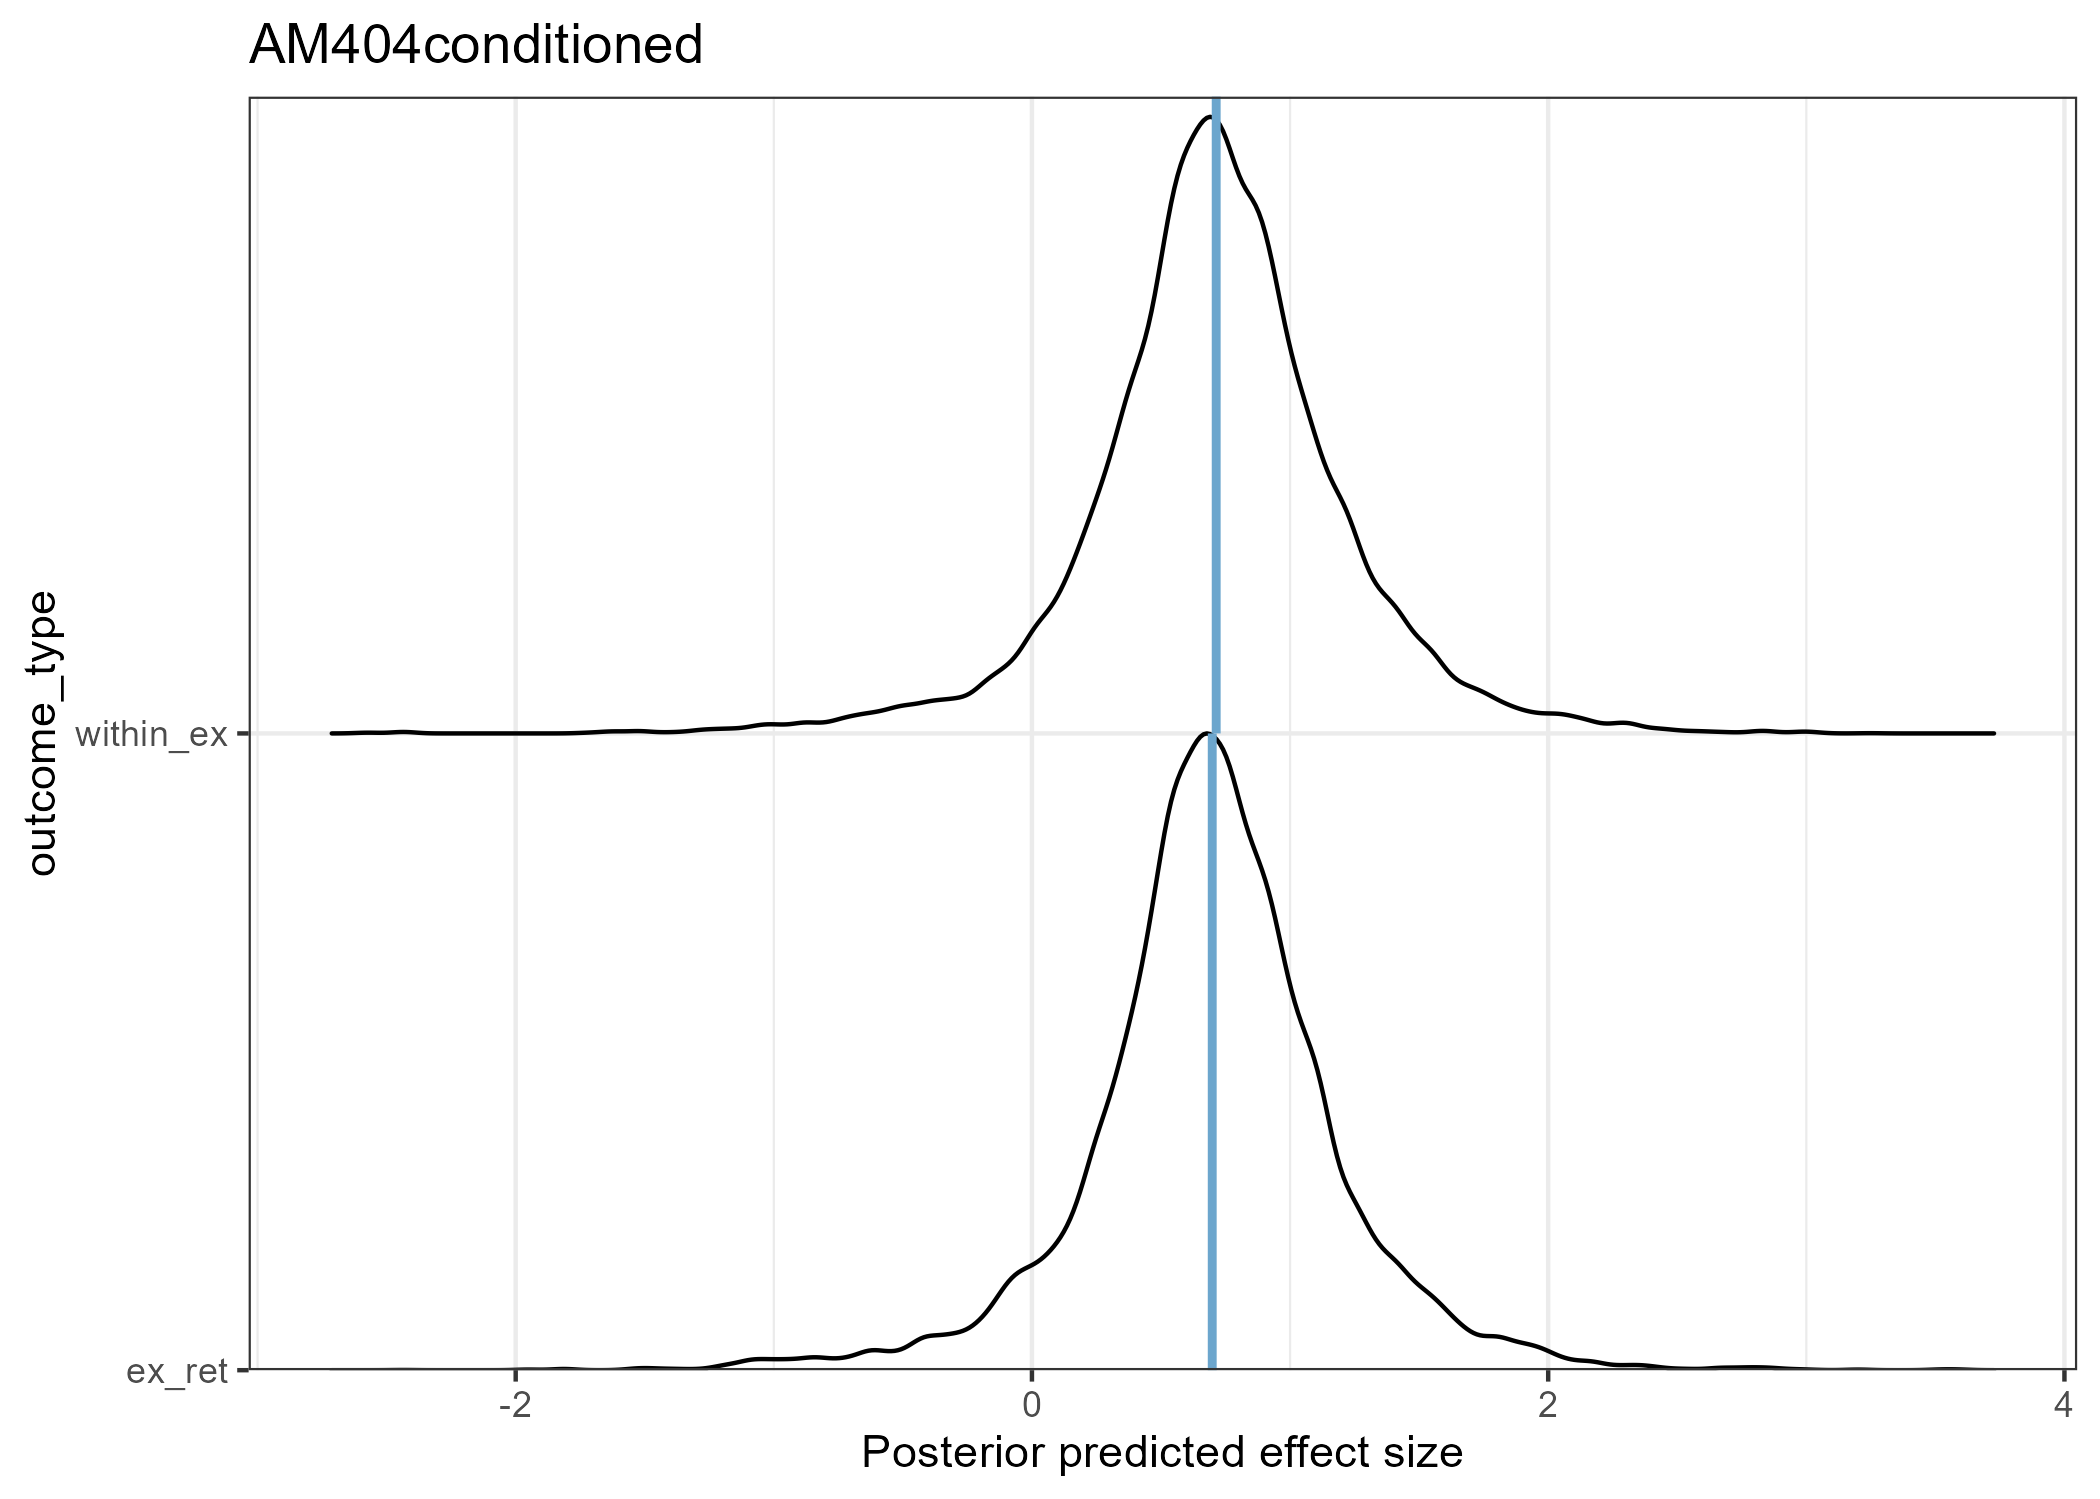 AM404conditioned
outcome_type
within_ex
ex_ret
-2 0 2 4
Posterior predicted effect size